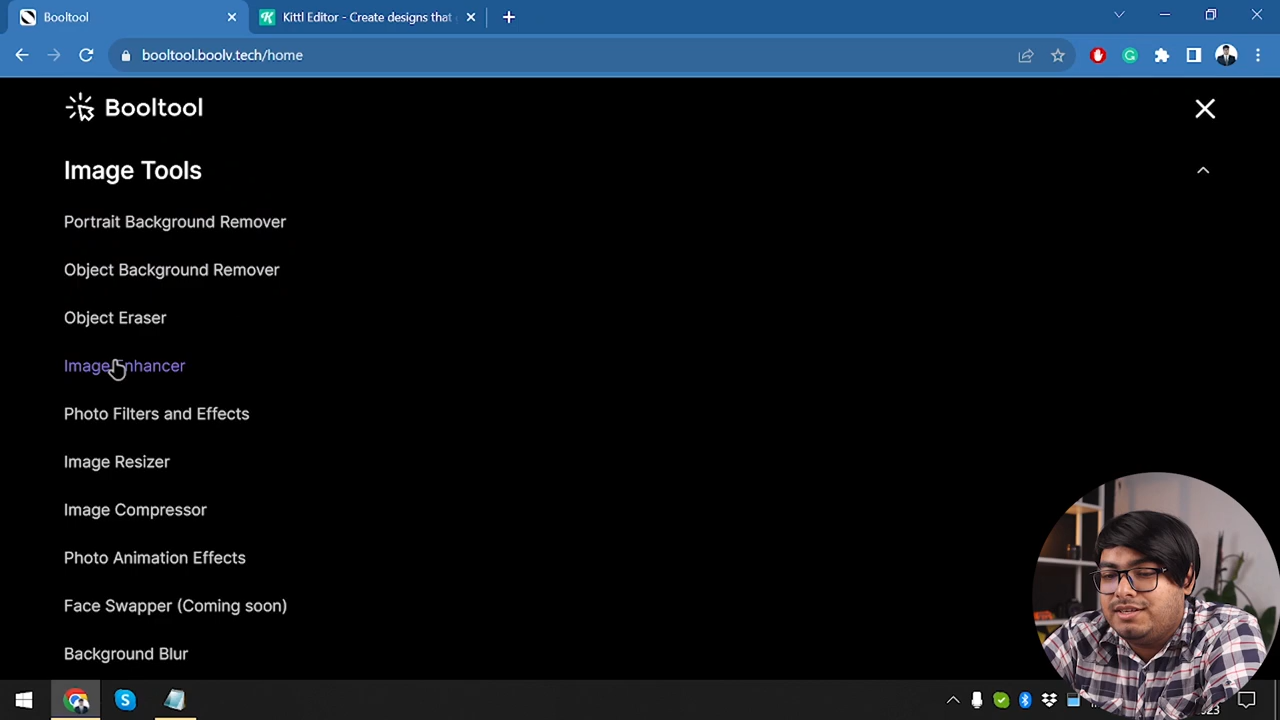 Booltool
Kittl Editor - Create designs that
booltool.boolv.tech/home
Booltool
Image Tools
Portrait Background Remover
Object Background Remover
Object Eraser
Image Enhancer
Photo Filters and Effects
Image Resizer
Image Compressor
Photo Animation Effects
Face Swapper (Coming soon)
Background Blur